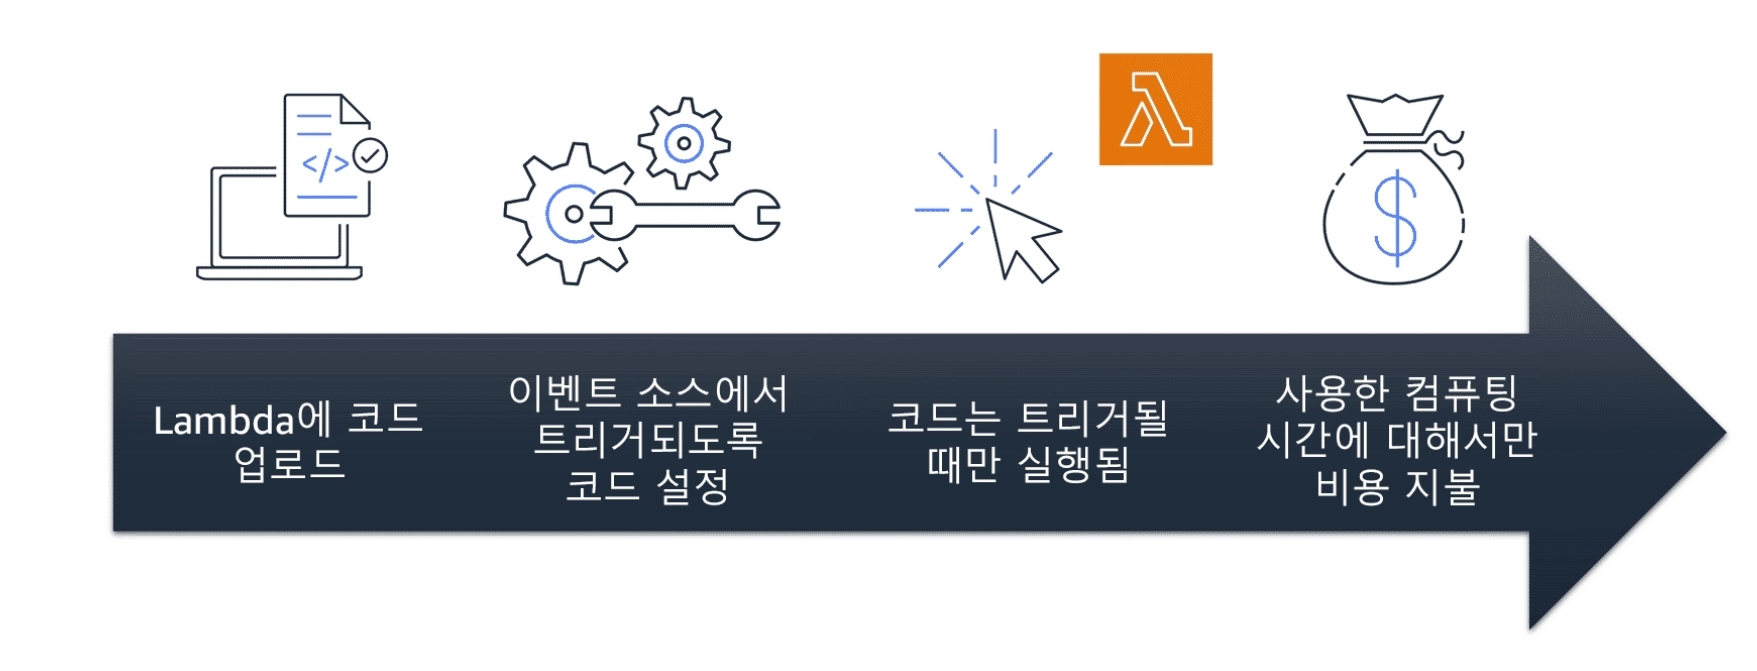 Lambda에 코드
업로드
이벤트 소스에서
트리거되도록
코드 설정
코드는 트리거될
때만 실행됨
사용한 컴퓨팅
시간에 대해서만
비용 지불